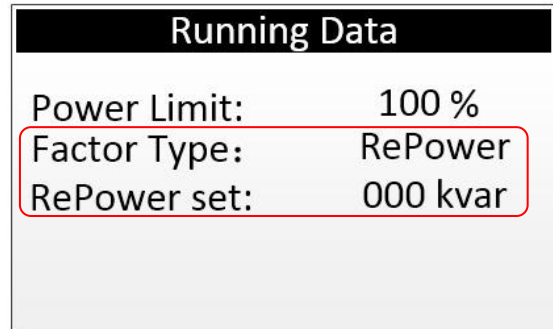 Running Data
Power Limit: 100 %
Factor Type： RePower
RePower set: 000 kvar